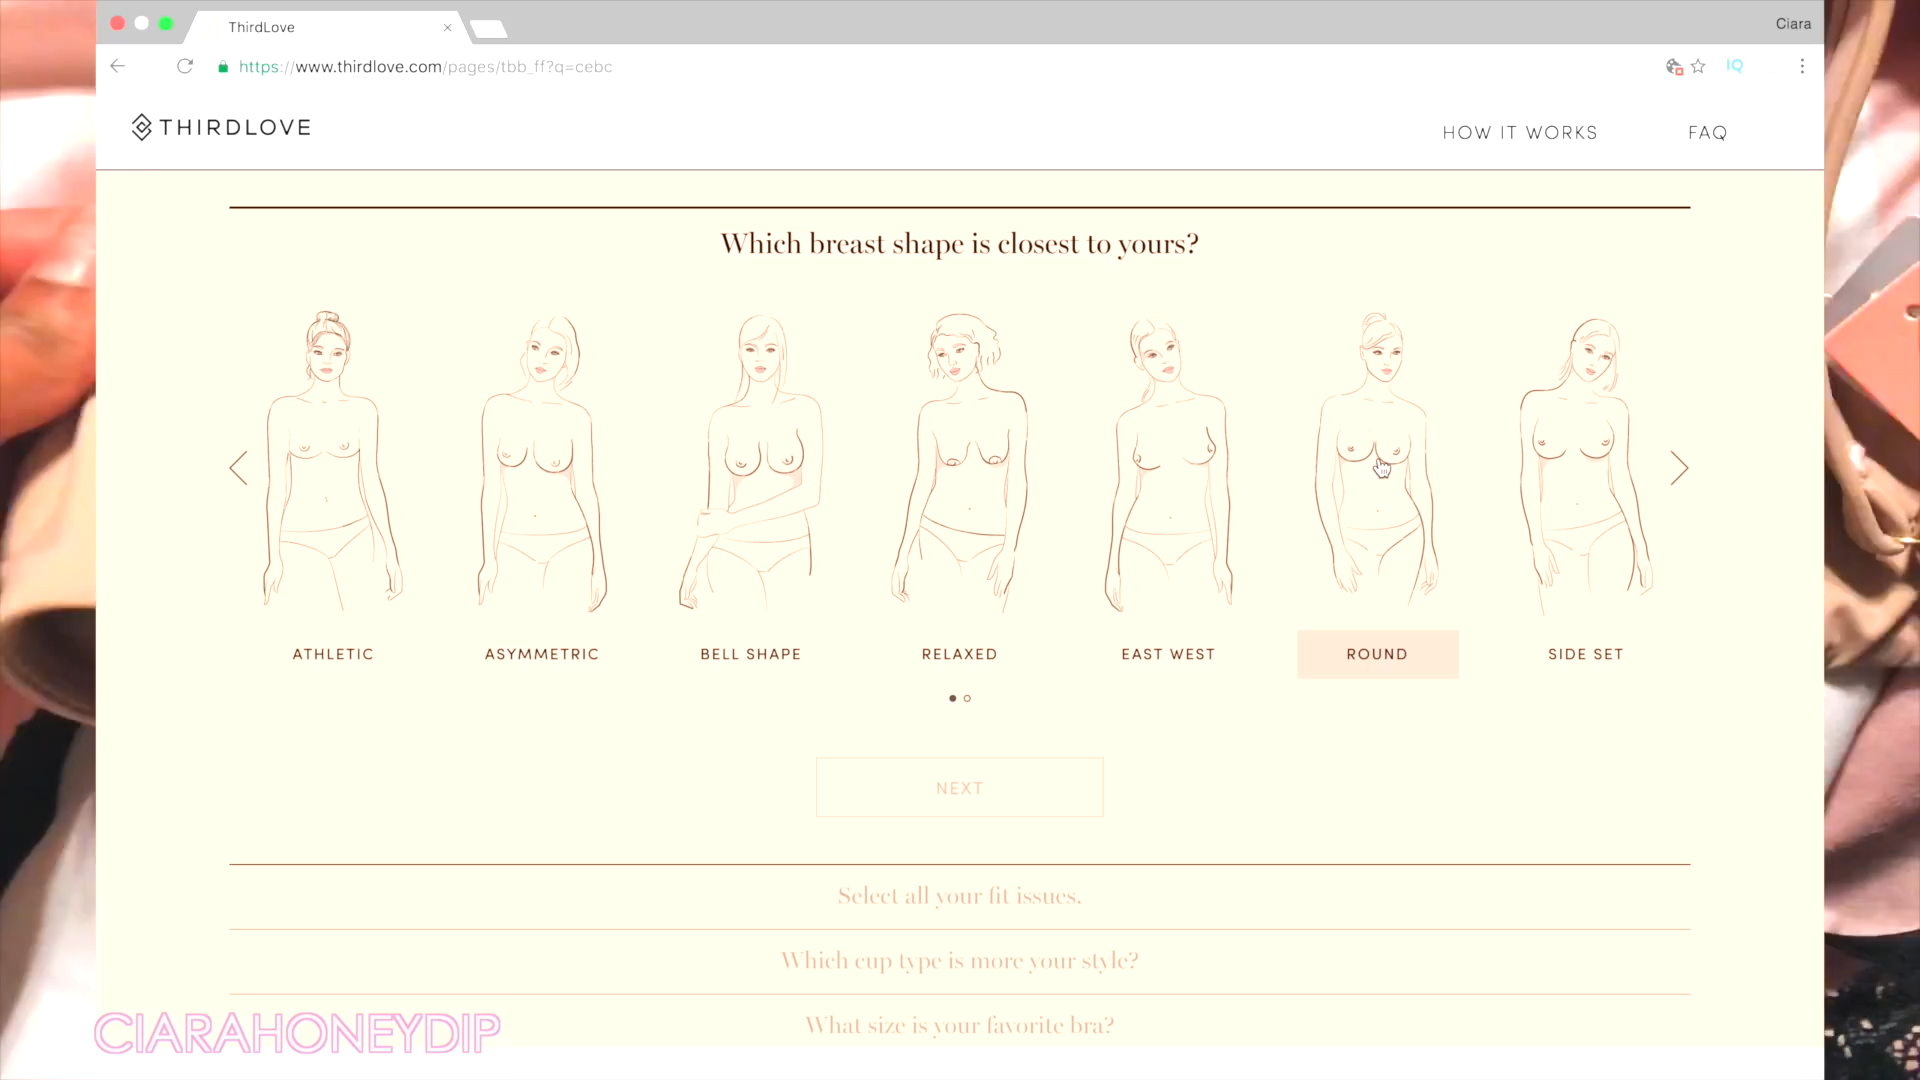 ThirdLove
Ciara
https://www.thirdlove.com/pages/tbb_ff?q=cebc
IQ
THIRDLOVE
HOW IT WORKS
FAQ
Which breast shape is closest to yours?
ATHLETIC
ASYMMETRIC
BELL SHAPE
RELAXED
EAST WEST
ROUND
SIDE SET
NEXT
Select all your fit issues.
Which cup type is more your style?
What size is your favorite bra?
CIARAHONEYDIP